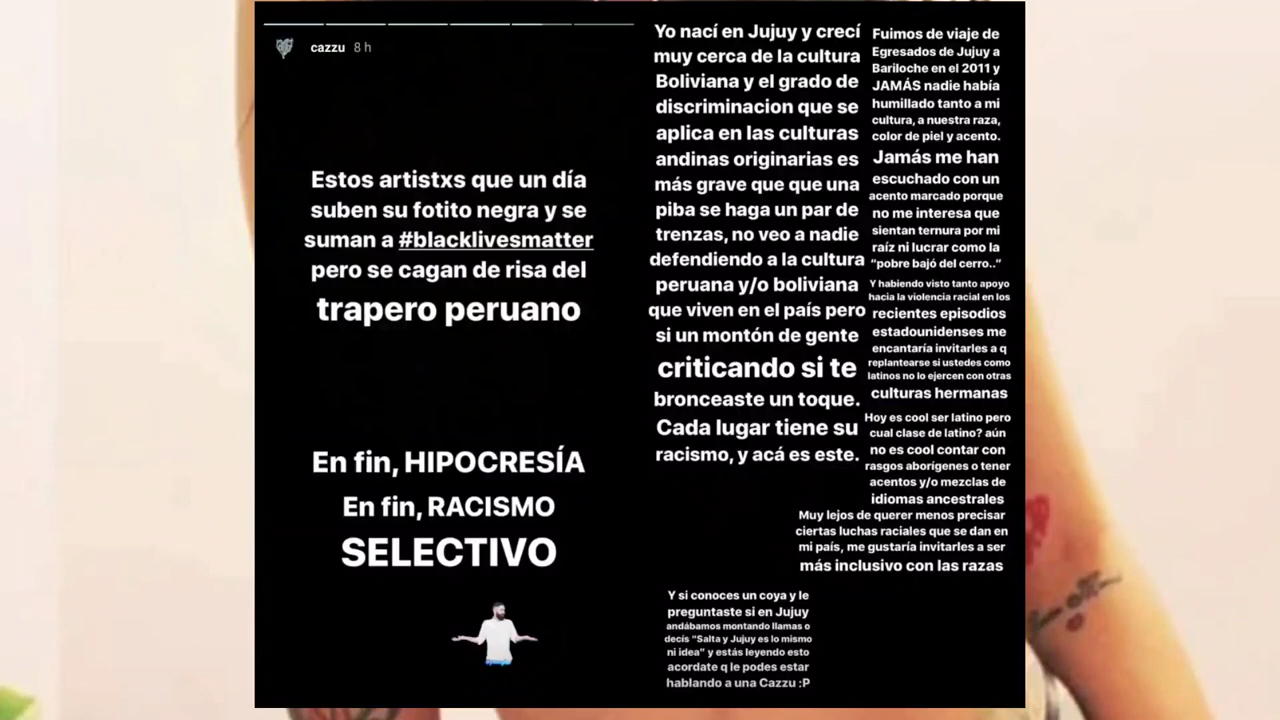 cazzu 8 h
Estos artistxs que un día
suben su fotito negra y se
suman a #blacklivesmatter
pero se cagan de risa del
trapero peruano
En fin, HIPOCRESÍA
En fin, RACISMO
SELECTIVO
Yo nací en Jujuy y crecí
muy cerca de la cultura
Boliviana y el grado de
discriminacion que se
aplica en las culturas
andinas originarias es
más grave que que una
piba se haga un par de
trenzas, no veo a nadie
defendiendo a la cultura
peruana y/o boliviana
que viven en el país pero
si un montón de gente
criticando si te
bronceaste un toque.
Cada lugar tiene su
racismo, y acá es este.
Fuimos de viaje de
Egresados de Jujuy a
Bariloche en el 2011 y
JAMÁS nadie había
humillado tanto a mi
cultura, a nuestra raza,
color de piel y acento.
Jamás me han
escuchado con un
acento marcado porque
no me interesa que
sientan ternura por mi
raíz ni lucrar como la
"pobre bajó del cerro.."
Y habiendo visto tanto apoyo
hacia la violencia racial en los
recientes episodios
estadounidenses me
encantaría invitarles a q
replantearse si ustedes como
latinos no lo ejercen con otras
culturas hermanas
Hoy es cool ser latino pero
cual clase de latino? aún
no es cool contar con
rasgos aborígenes o tener
acentos y/o mezclas de
idiomas ancestrales
Muy lejos de querer menos precisar
ciertas luchas raciales que se dan en
mi país, me gustaría invitarles a ser
más inclusivo con las razas
Y si conoces un coya y le
preguntaste si en Jujuy
andábamos montando llamas o
decís "Salta y Jujuy es lo mismo
ni idea" y estás leyendo esto
acordate q le podes estar
hablando a una Cazzu :P